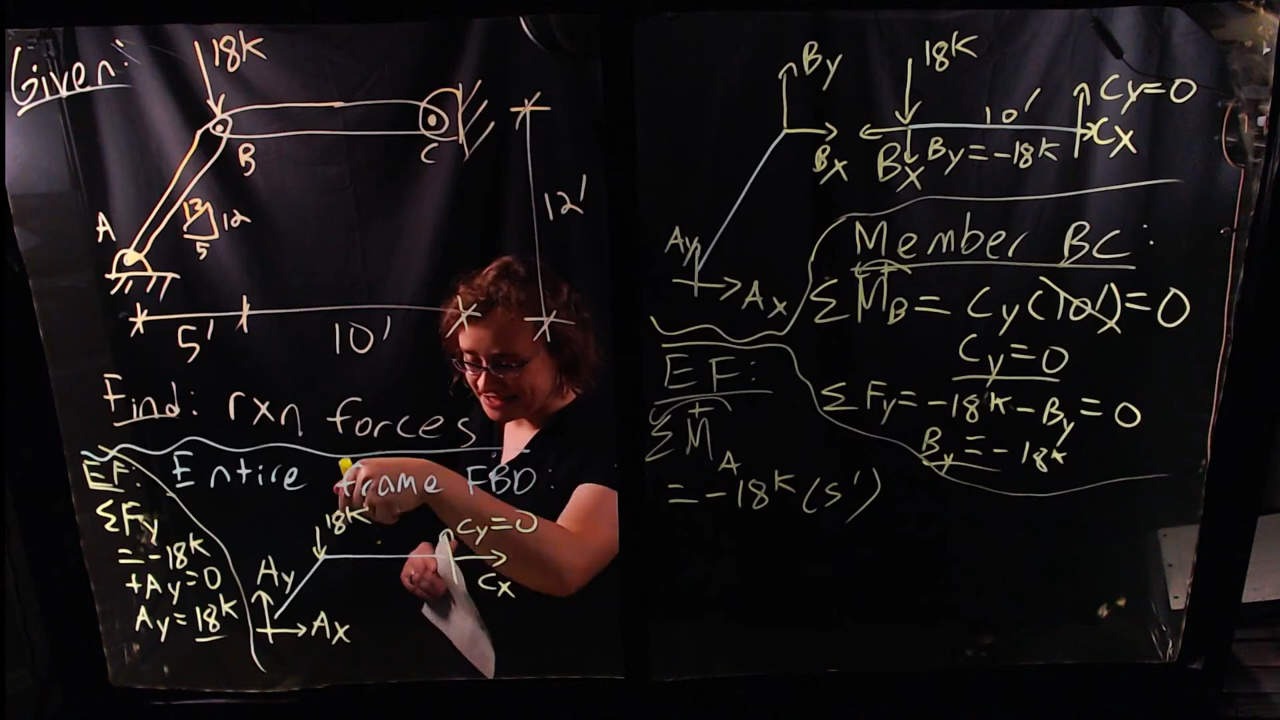 Given:
18K
B
C
A
13
12
5
12'
5'
10'
Find: rxn forces
EF: Entire frame FBD:
ΣFy
= -18K
+Ay=0
Ay=18K
18K
Cy=0
Cx
Ay
Ax
By
Bx
Ay
Ax
18K
10'
Cy=0
Cx
Bx
By=-18K
Member BC:
ΣMB= Cy(10')=0
Cy=0
ΣFy= -18K-By=0
By=-18K
EF:
+
ΣMA
= -18K(5')